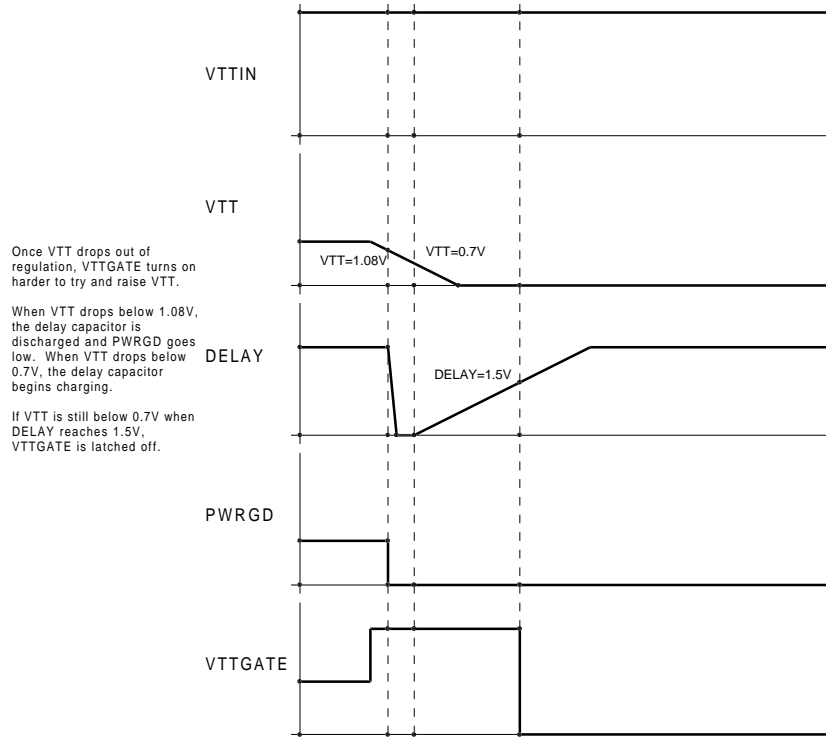 VTTIN
VTT
VTT=1.08V
VTT=0.7V
Once VTT drops out of
regulation, VTTGATE turns on
harder to try and raise VTT.
When VTT drops below 1.08V,
the delay capacitor is
discharged and PWRGD goes
low. When VTT drops below
0.7V, the delay capacitor
begins charging.
If VTT is still below 0.7V when
DELAY reaches 1.5V,
VTTGATE is latched off.
DELAY
DELAY=1.5V
PWRGD
VTTGATE